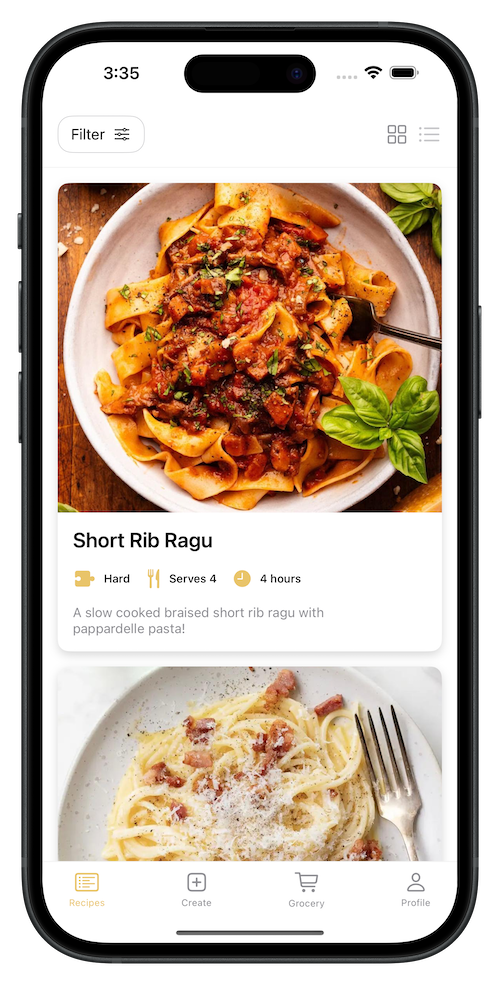 3:35
Filter
Short Rib Ragu
Hard Serves 4 4 hours
A slow cooked braised short rib ragu with
pappardelle pasta!
Recipes Create Grocery Profile